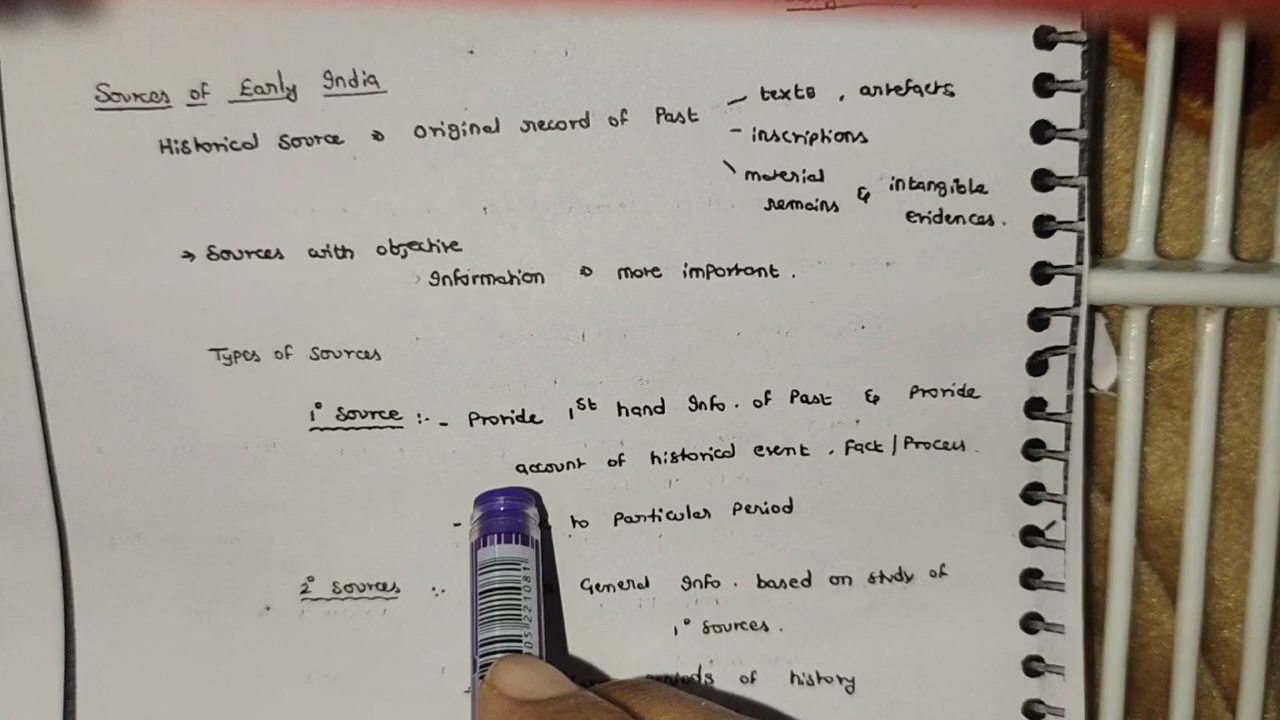 Sources of Early India
Historical Source ⇒ Original record of Past
– texts, artefacts
– inscriptions
\ material remains & intangible evidences.
→ Sources with objective
Information ⇒ more important.
Types of Sources
1° Source :- - Provide 1st hand Info. of Past & Provide
account of historical event, Fact/Process.
- to Particular Period
2° Sources :- General Info. based on study of
1° Sources.
of history
05221081